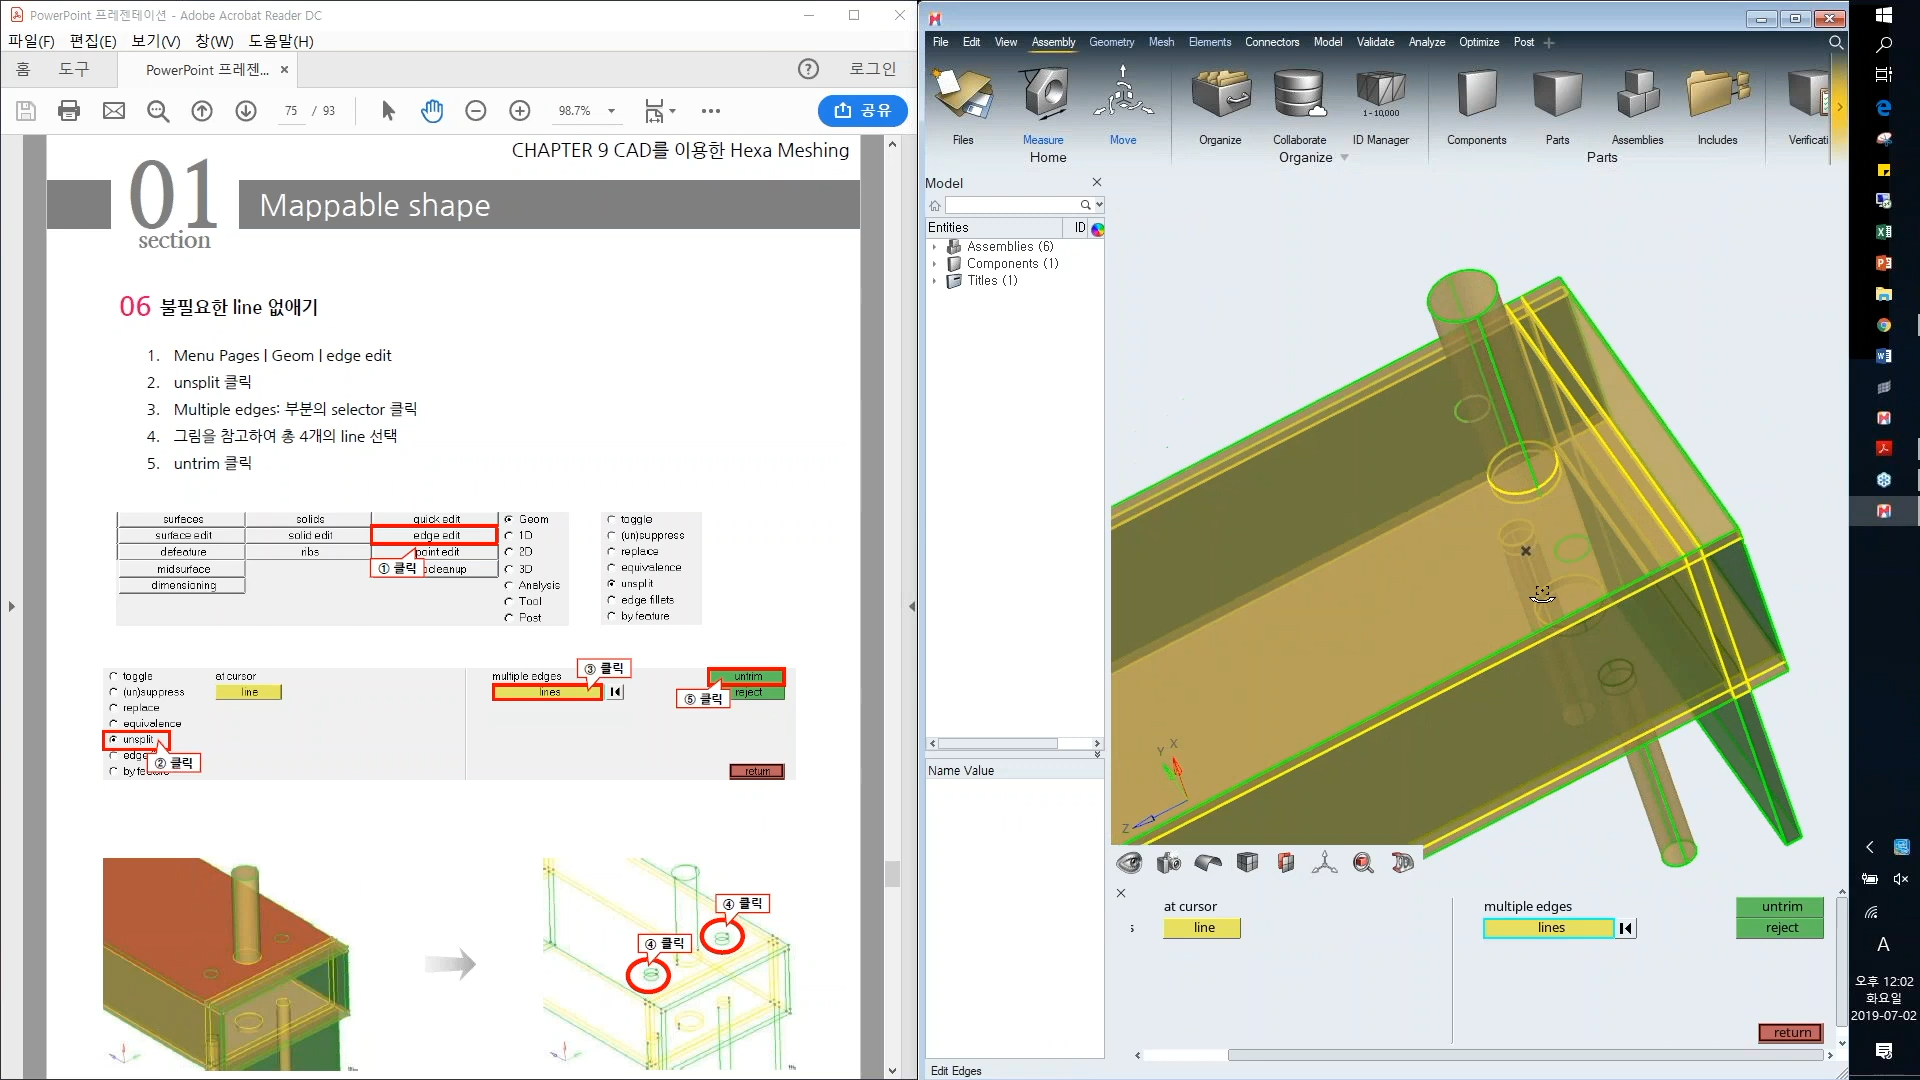 PowerPoint 프레젠테이션 - Adobe Acrobat Reader DC
파일(F) 편집(E) 보기(V) 창(W) 도움말(H)
홈 도구 PowerPoint 프레젠... × 로그인
75 / 93 98.7% 공유
CHAPTER 9 CAD를 이용한 Hexa Meshing
01
section
Mappable shape
06 불필요한 line 없애기
1. Menu Pages | Geom | edge edit
2. unsplit 클릭
3. Multiple edges: 부분의 selector 클릭
4. 그림을 참고하여 총 4개의 line 선택
5. untrim 클릭
surfaces solids quick edit Geom toggle
surface edit solid edit edge edit 1D (un)suppress
defeature ribs point edit 2D replace
midsurface ① 클릭 3D equivalence
dimensioning Analysis unsplit
Tool edge fillets
Post by feature
toggle at cursor multiple edges ③ 클릭 untrim
(un)suppress line lines ⑤ 클릭 reject
replace
equivalence
unsplit
② 클릭
return
④ 클릭
④ 클릭
File Edit View Assembly Geometry Mesh Elements Connectors Model Validate Analyze Optimize Post
1-10,000
Files Measure Move Organize Collaborate ID Manager Components Parts Assemblies Includes
Home Organize Parts
Model
Entities ID
Assemblies (6)
Components (1)
Titles (1)
Name Value
Y X
Z
at cursor multiple edges untrim
line lines reject
return
Edit Edges
A
오후 12:02
화요일
2019-07-02